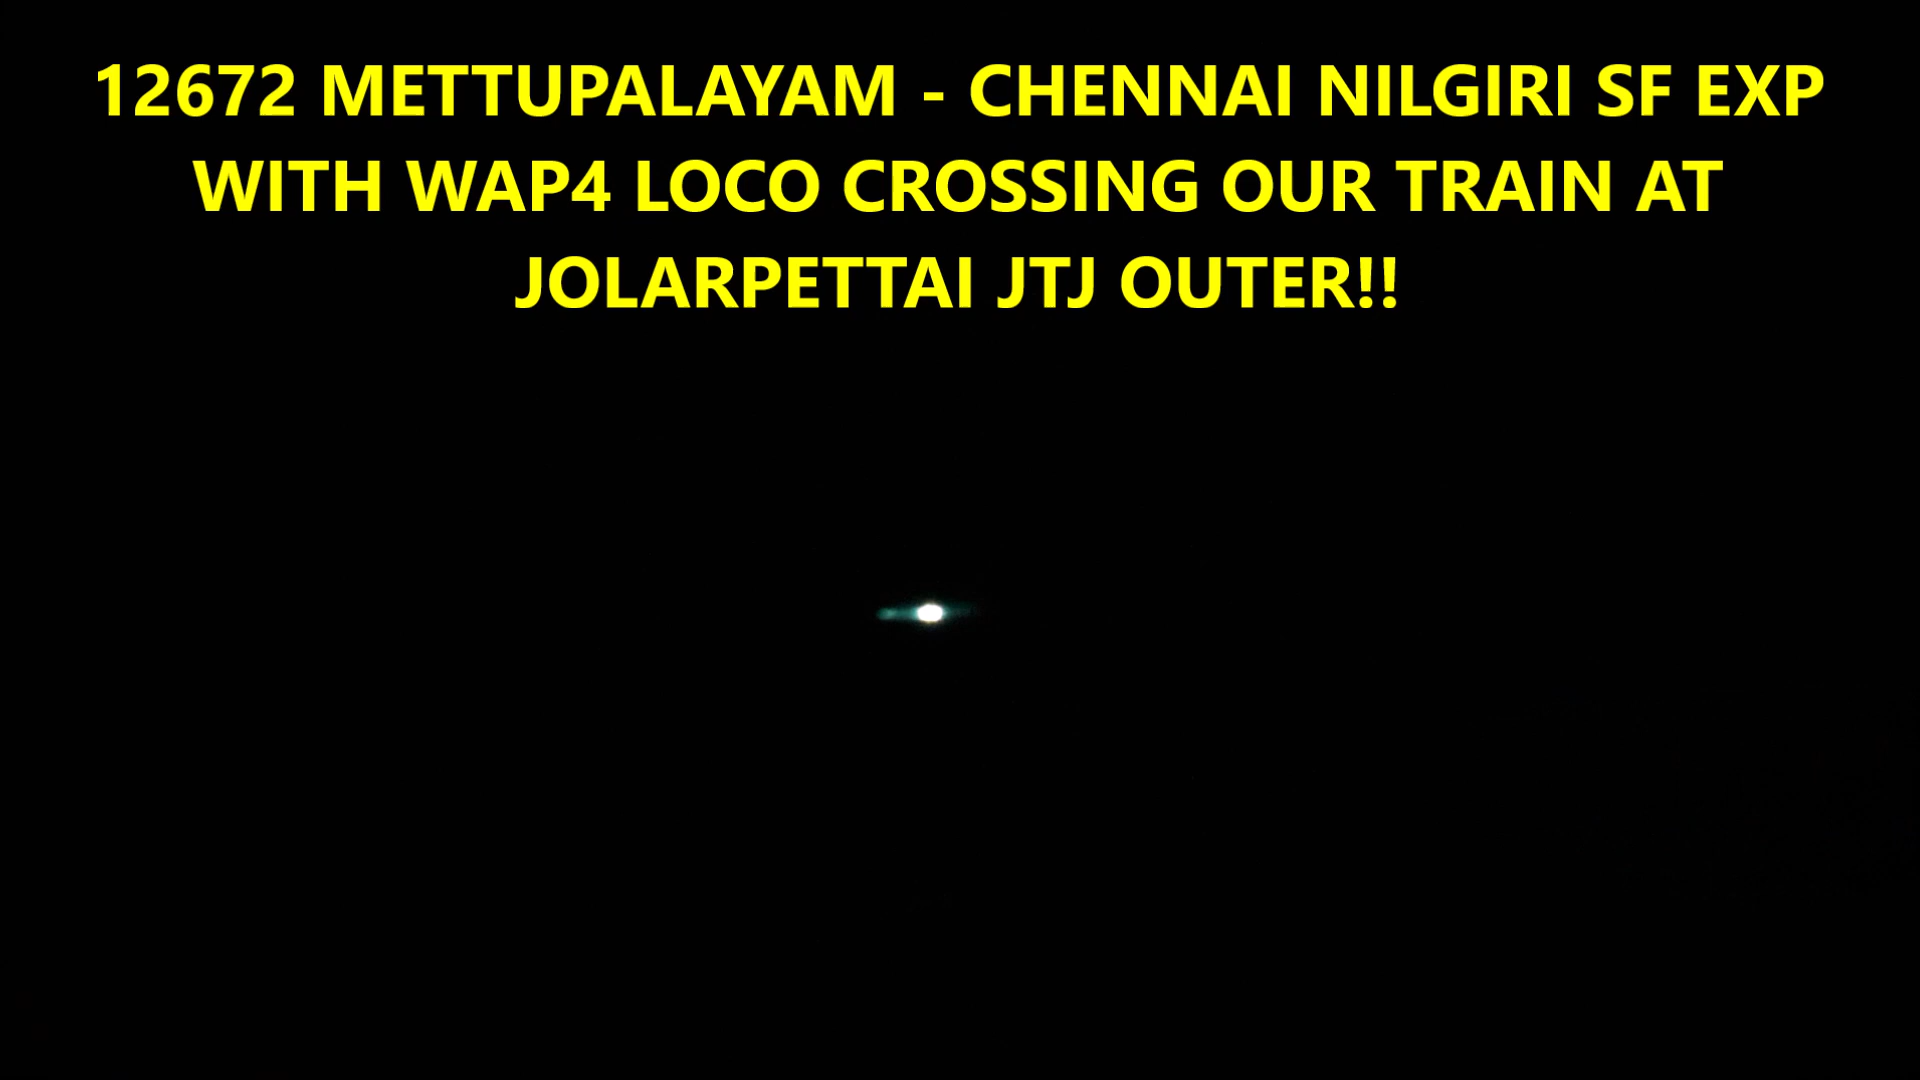 12672 METTUPALAYAM - CHENNAI NILGIRI SF EXP
WITH WAP4 LOCO CROSSING OUR TRAIN AT
JOLARPETTAI JTJ OUTER!!